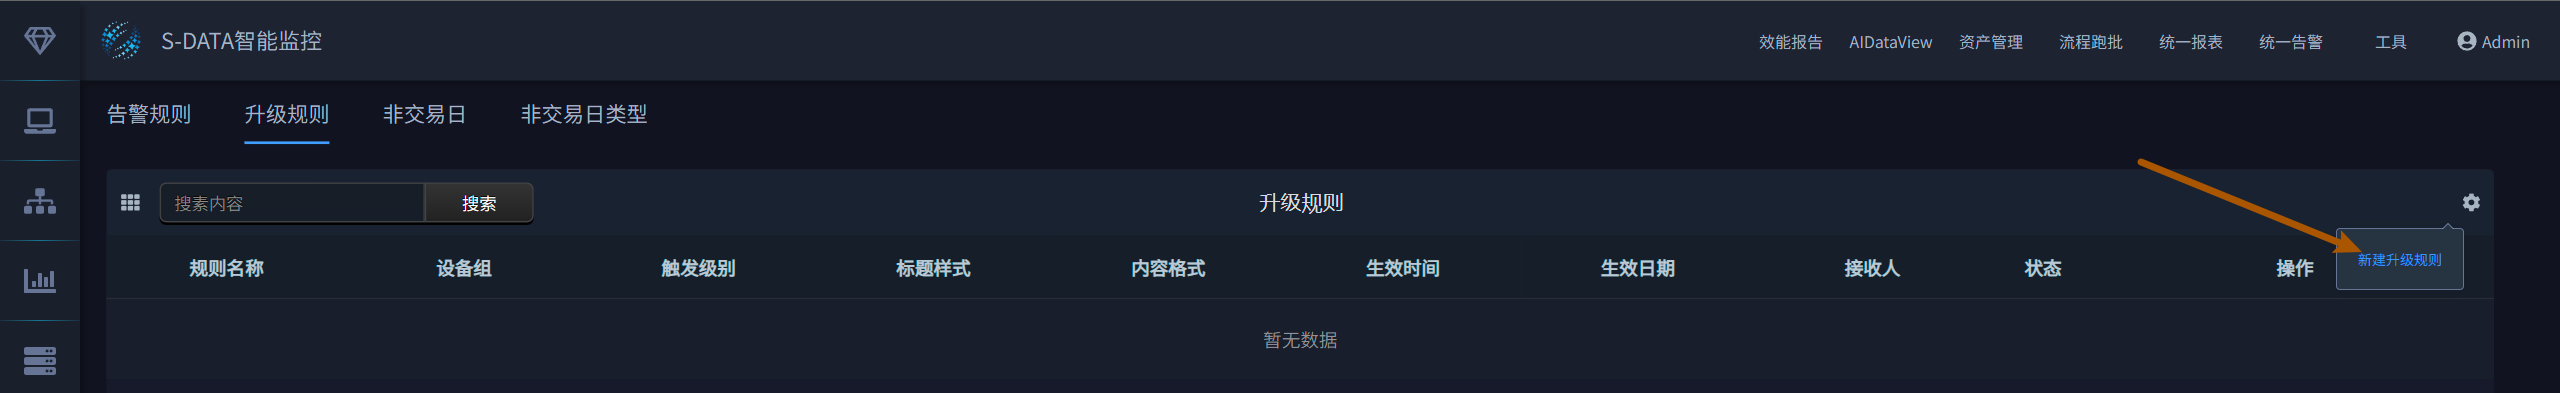 S-DATA智能监控
效能报告 AIDataView 资产管理 流程跑批 统一报表 统一告警 工具 Admin
告警规则 升级规则 非交易日 非交易日类型
搜素内容 搜索 升级规则
规则名称 设备组 触发级别 标题样式 内容格式 生效时间 生效日期 接收人 状态 操作
新建升级规则
暂无数据